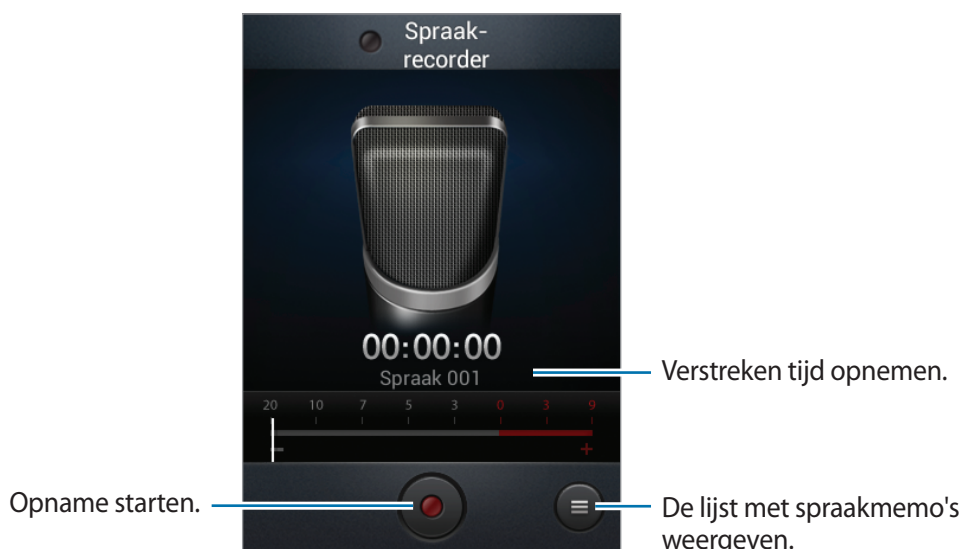 Spraak-
recorder
00:00:00
Spraak 001
Verstreken tijd opnemen.
20 10 7 5 3 0 3 9
- +
Opname starten.
De lijst met spraakmemo's
weergeven.